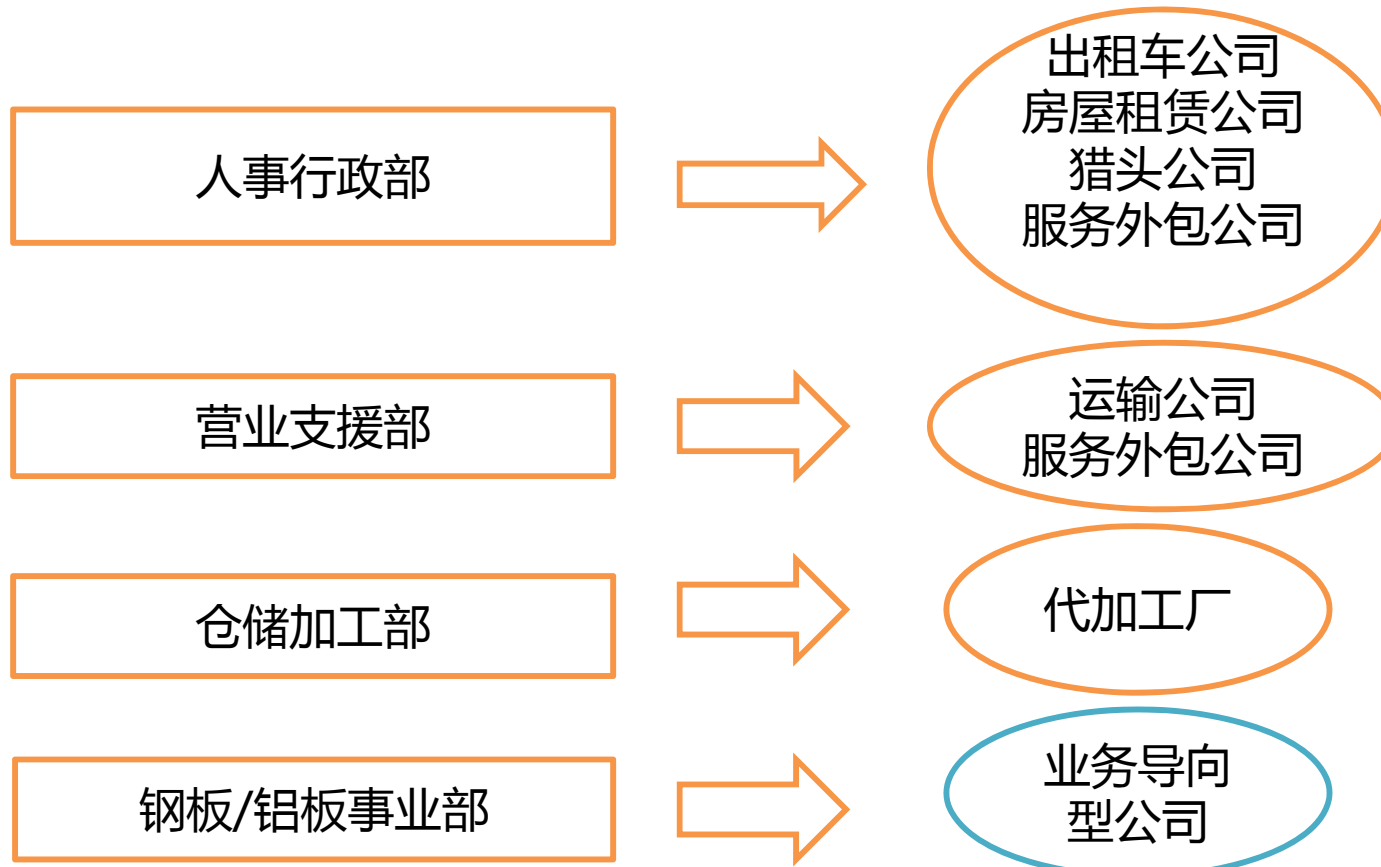 人事行政部
出租车公司
房屋租赁公司
猎头公司
服务外包公司
营业支援部
运输公司
服务外包公司
仓储加工部
代加工厂
钢板/铝板事业部
业务导向
型公司